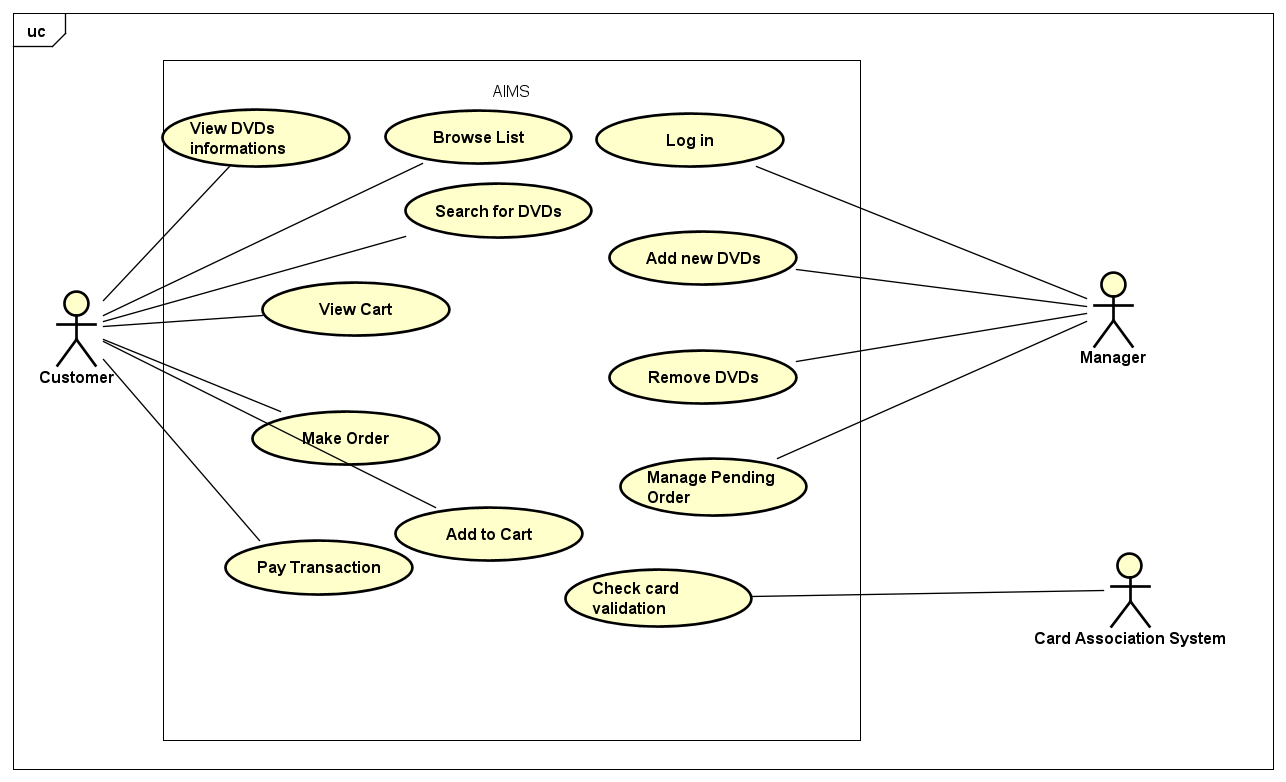 uc
AIMS
View DVDs
informations
Browse List
Log in
Search for DVDs
Add new DVDs
View Cart
Customer
Manager
Remove DVDs
Make Order
Manage Pending
Order
Add to Cart
Pay Transaction
Check card
validation
Card Association System